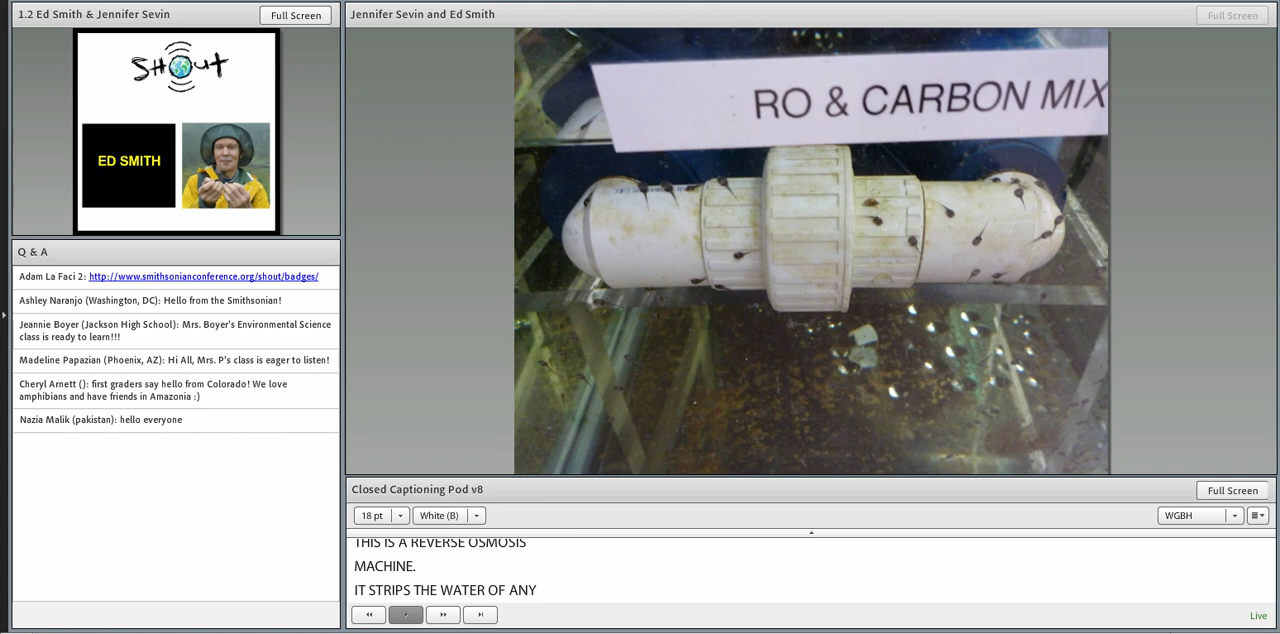 1.2 Ed Smith & Jennifer Sevin
Full Screen
SHOUT
ED SMITH
Q & A
Adam La Faci 2: http://www.smithsonianconference.org/shout/badges/
Ashley Naranjo (Washington, DC): Hello from the Smithsonian!
Jeannie Boyer (Jackson High School): Mrs. Boyer's Environmental Science
class is ready to learn!!!
Madeline Papazian (Phoenix, AZ): Hi All, Mrs. P's class is eager to listen!
Cheryl Arnett (): first graders say hello from Colorado! We love
amphibians and have friends in Amazonia :)
Nazia Malik (pakistan): hello everyone
Jennifer Sevin and Ed Smith
Full Screen
RO & CARBON MIX
Closed Captioning Pod v8
Full Screen
18 pt
White (B)
WGBH
THIS IS A REVERSE OSMOSIS
MACHINE.
IT STRIPS THE WATER OF ANY
Live